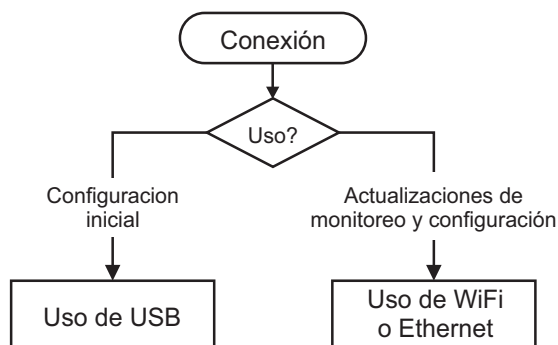 Conexión
Uso?
Configuracion
inicial
Actualizaciones de
monitoreo y configuración
Uso de USB
Uso de WiFi
o Ethernet